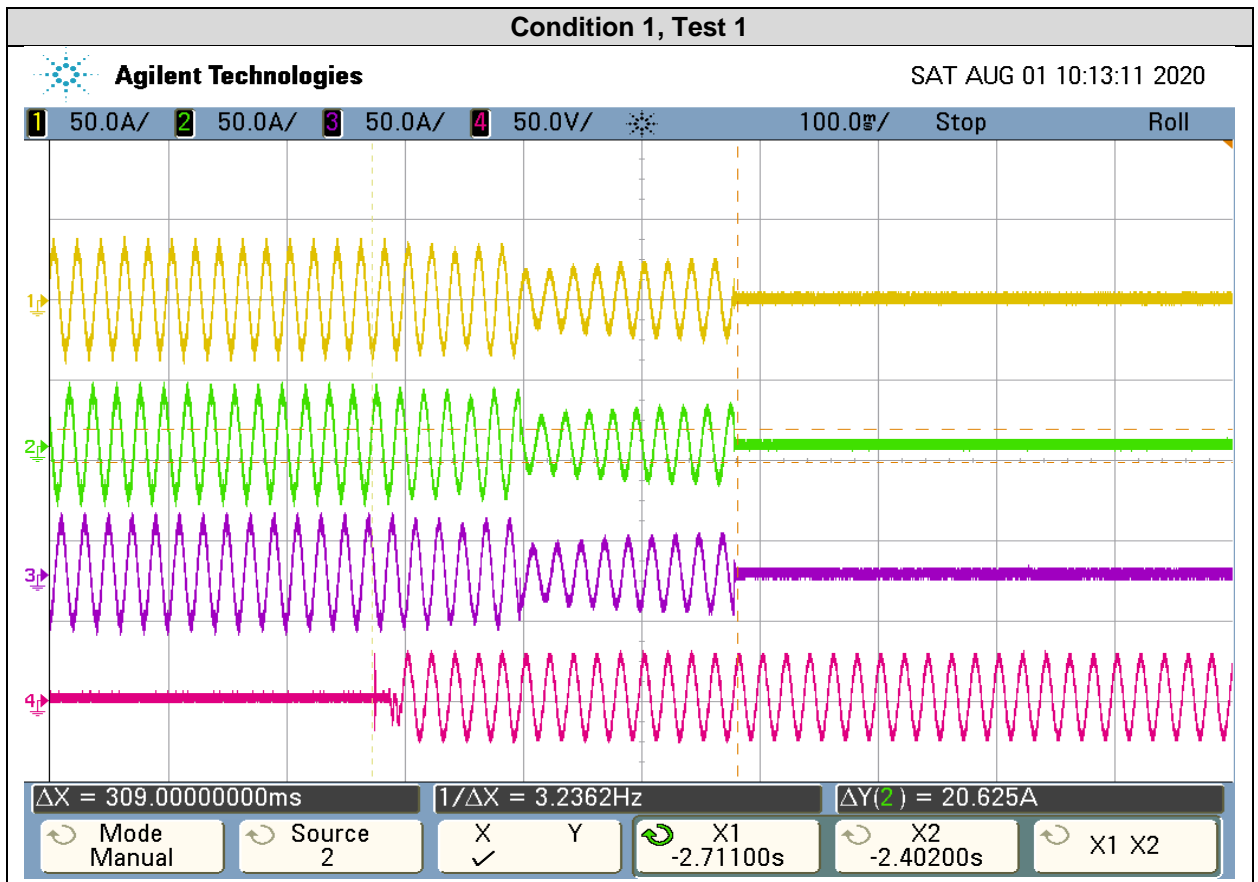 Condition 1, Test 1
Agilent Technologies SAT AUG 01 10:13:11 2020
1 50.0A/ 2 50.0A/ 3 50.0A/ 4 50.0V/ 100.0ms/ Stop Roll
1
2
3
4
ΔX = 309.00000000ms 1/ΔX = 3.2362Hz ΔY(2) = 20.625A
Mode Source X Y X1 X2 X1 X2
Manual 2 ✓ -2.71100s -2.40200s